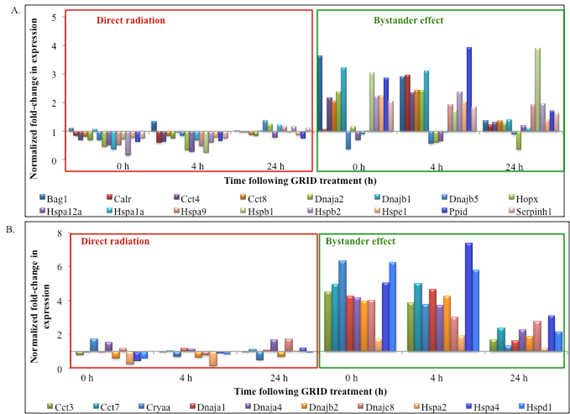 A.
Direct radiation
Bystander effect
Normalized fold-change in expression
5
4
3
2
1
0
0 h 4 h 24 h 0 h 4 h 24 h
Time following GRID treatment (h)
Bag1 Calr Cct4 Cct8 Dnaja2 Dnajb1 Dnajb5 Hopx
Hspa12a Hspa1a Hspa9 Hspb1 Hspb2 Hspe1 Ppid Serpinh1
B.
Direct radiation
Bystander effect
Normalized fold-change in
expression
8
6
4
2
0
0 h 4 h 24 h 0 h 4 h 24 h
Time following GRID treatment (h)
Cct3 Cct7 Cryaa Dnaja1 Dnaja4 Dnajb2 Dnajc8 Hspa2 Hspa4 Hspd1